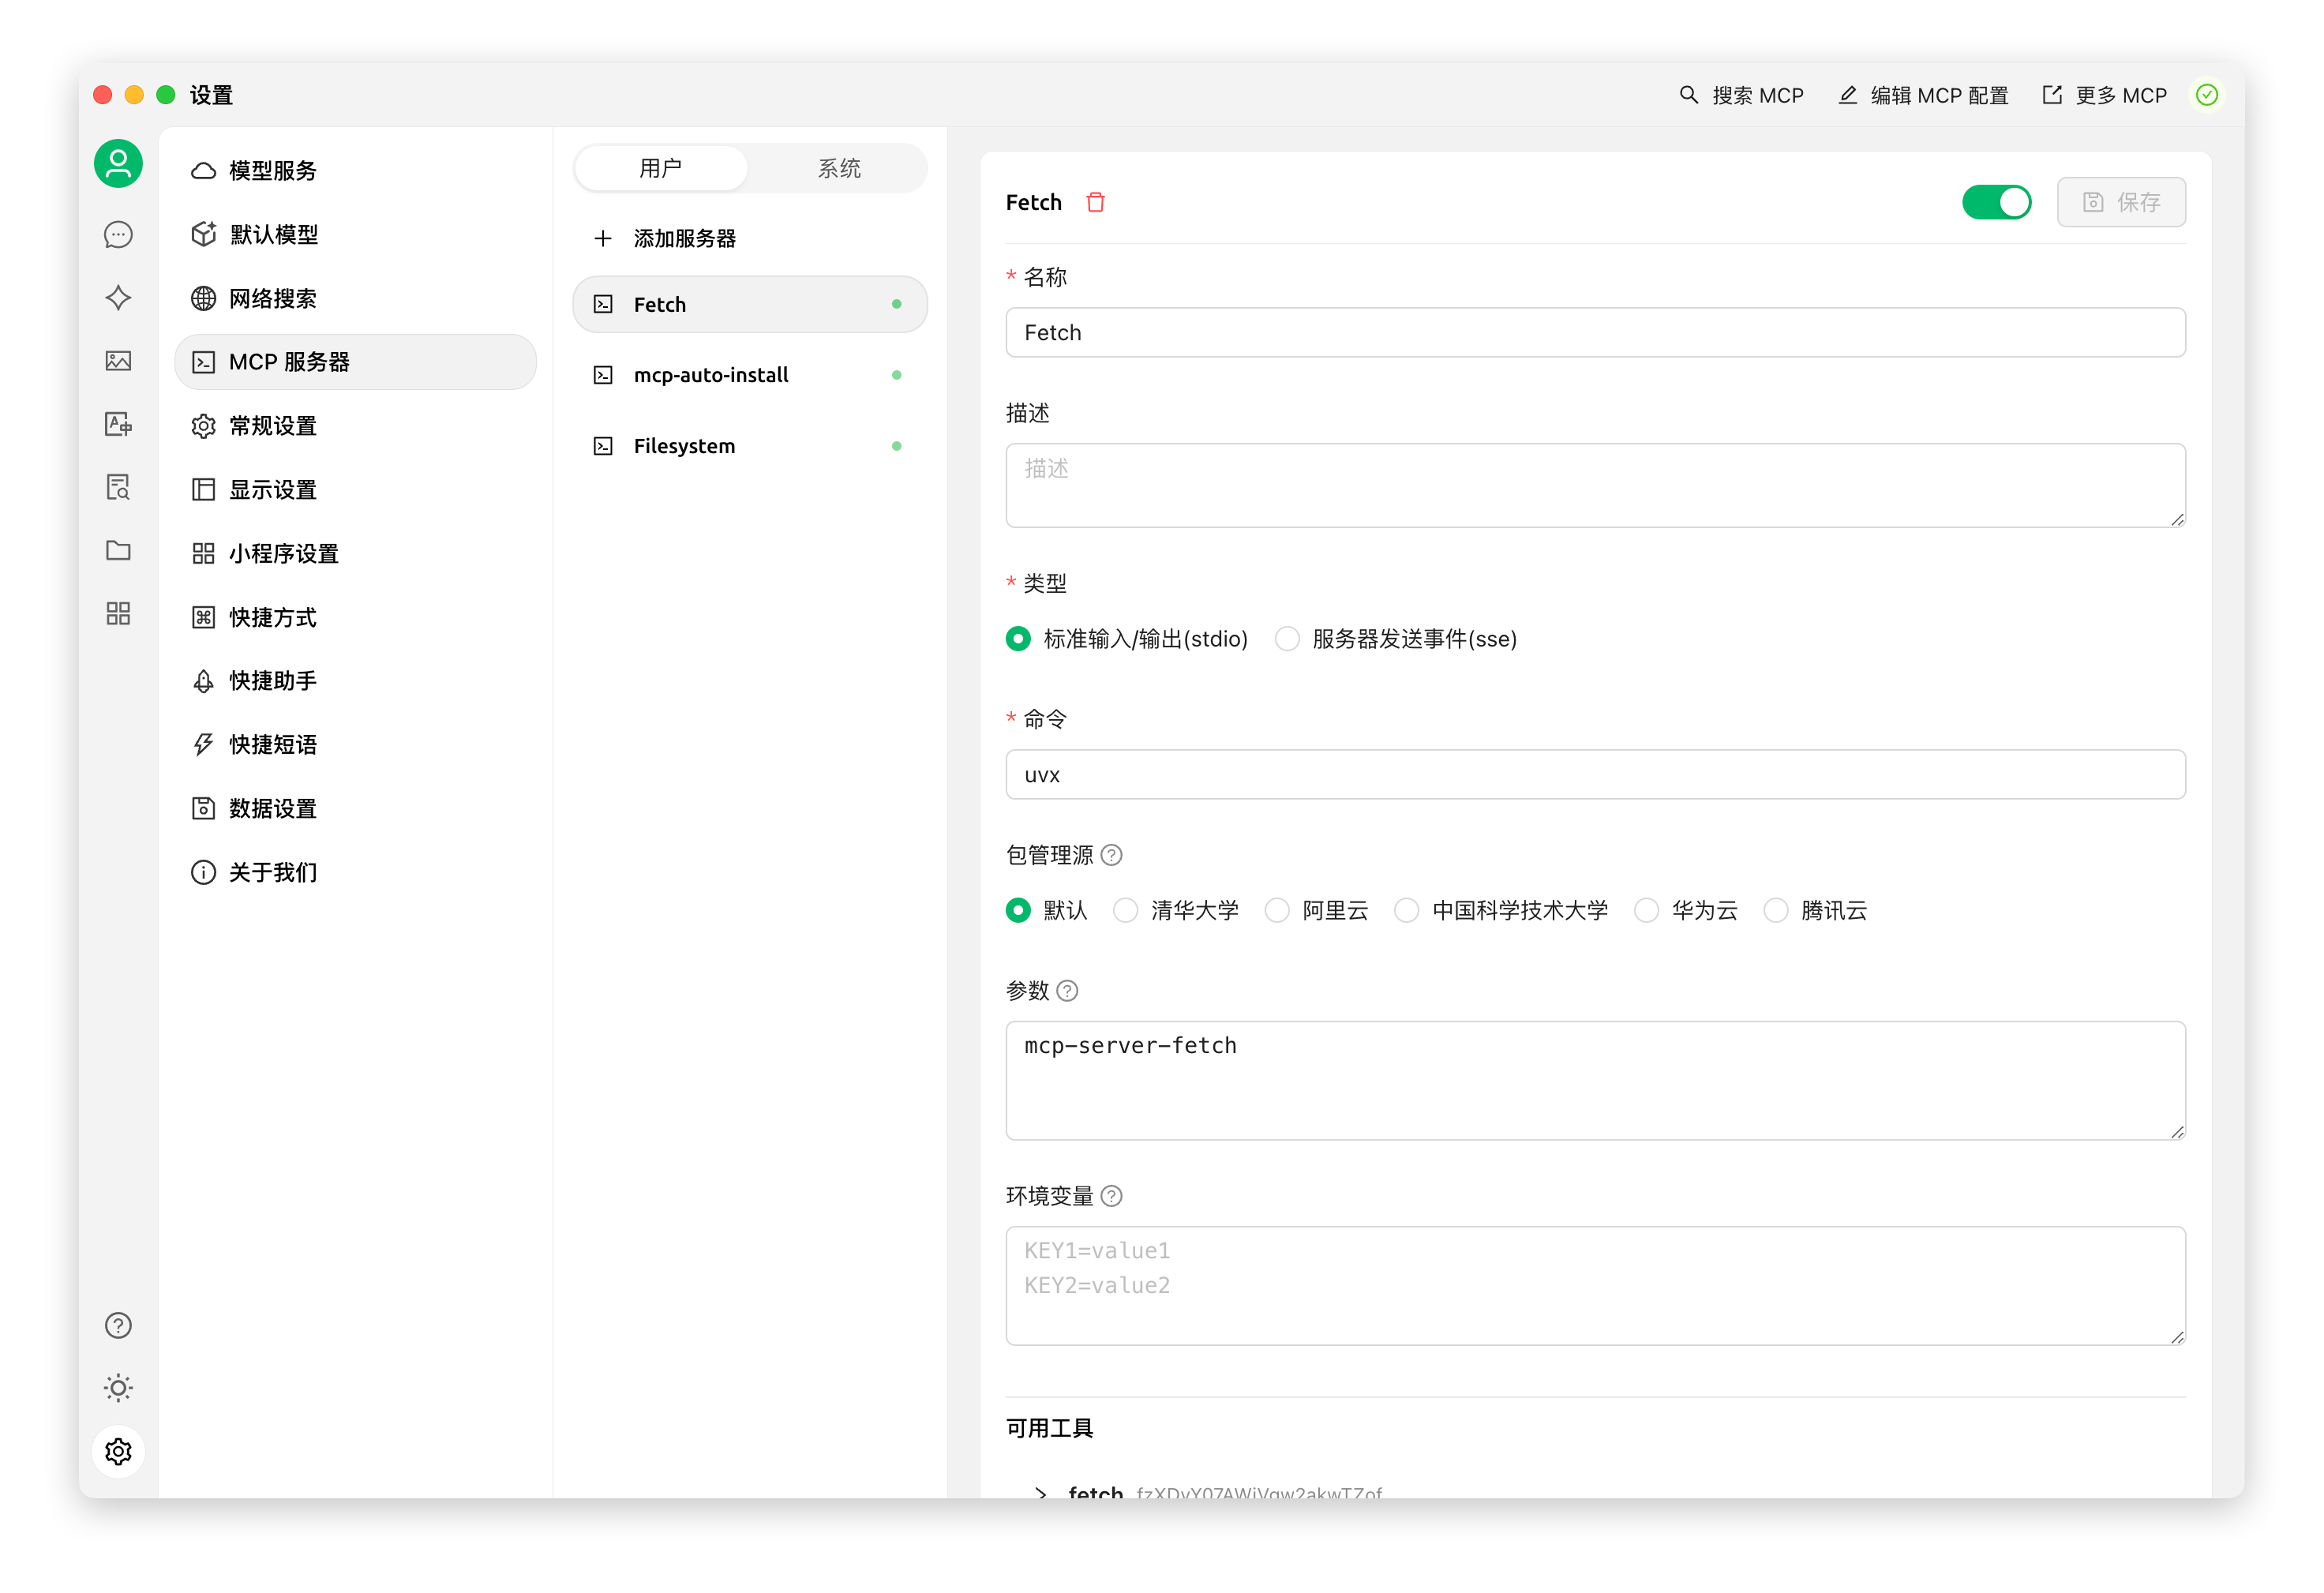 设置
搜索 MCP
编辑 MCP 配置
更多 MCP
模型服务
默认模型
网络搜索
MCP 服务器
常规设置
显示设置
小程序设置
快捷方式
快捷助手
快捷短语
数据设置
关于我们
用户
系统
添加服务器
Fetch
mcp-auto-install
Filesystem
Fetch
保存
* 名称
Fetch
描述
描述
* 类型
标准输入/输出(stdio)
服务器发送事件(sse)
* 命令
uvx
包管理源
默认
清华大学
阿里云
中国科学技术大学
华为云
腾讯云
参数
mcp-server-fetch
环境变量
KEY1=value1
KEY2=value2
可用工具
fetch